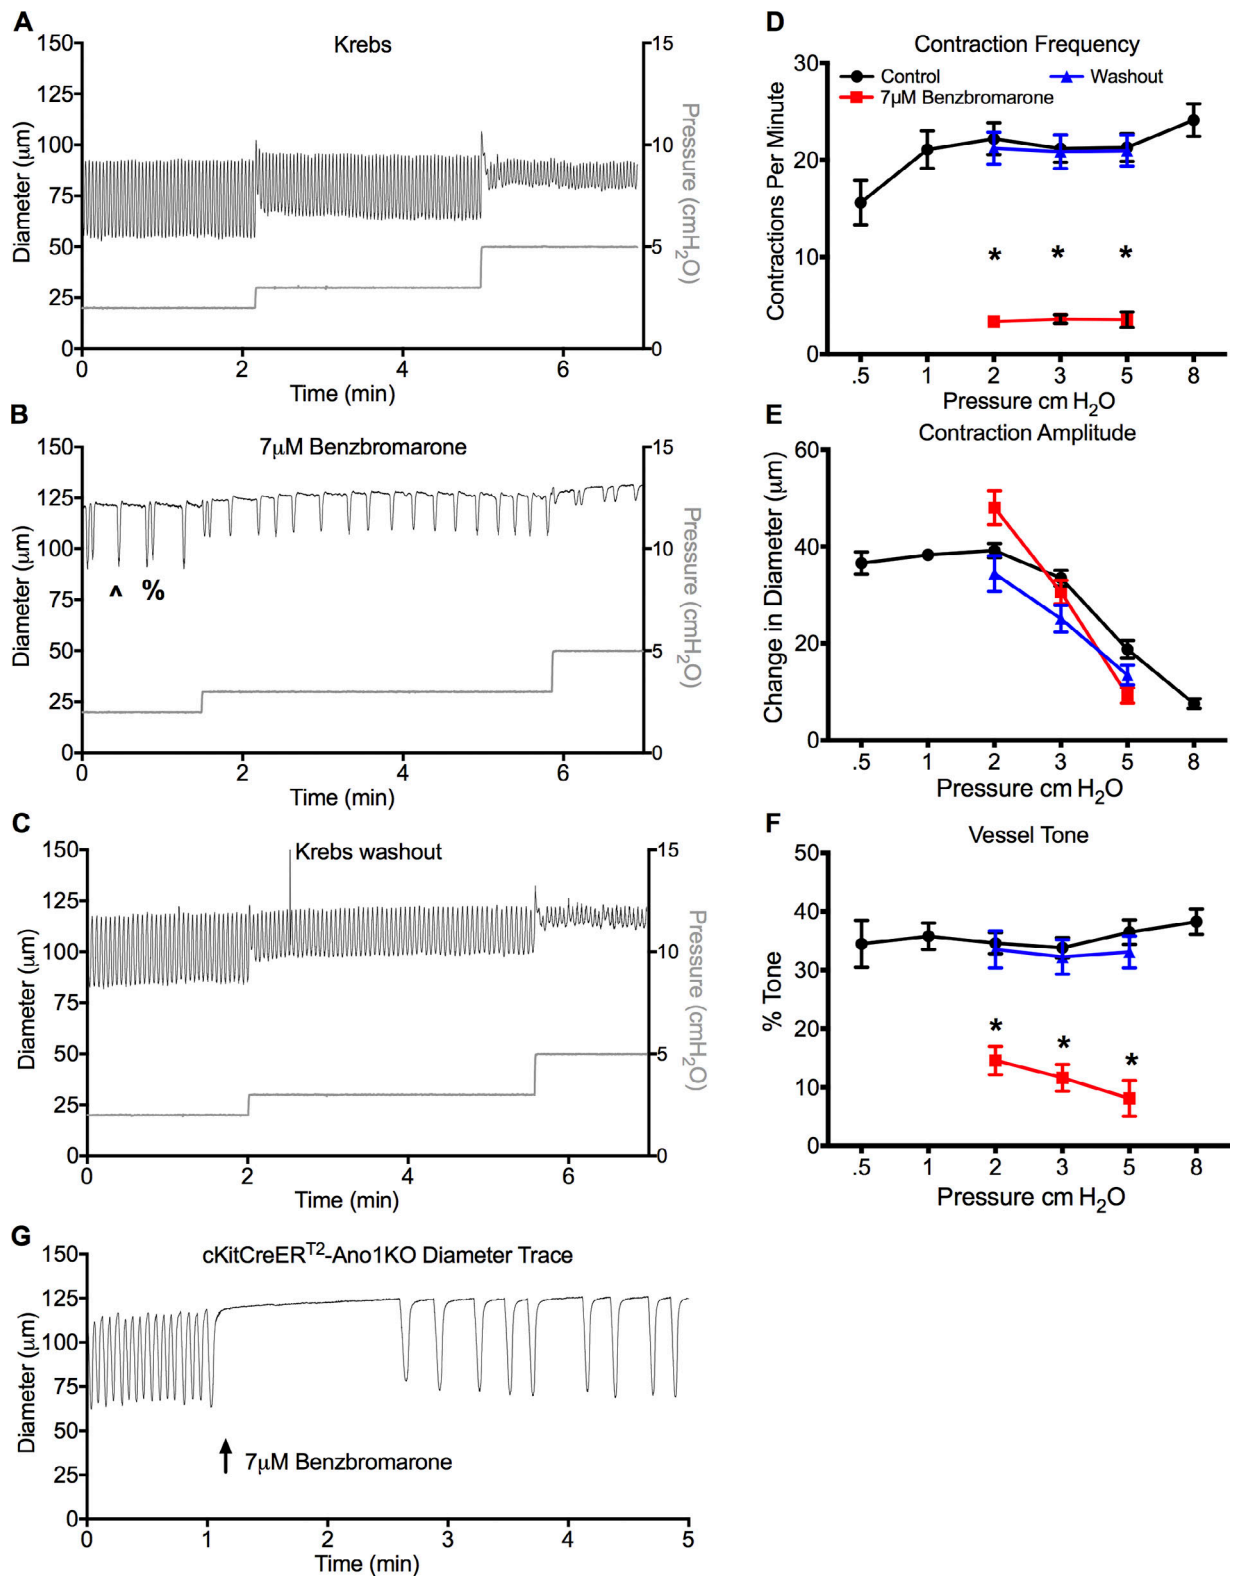 A
Krebs
150
125
100
75
50
25
0
Diameter (µm)
15
10
5
0
Pressure (cmH₂O)
0 2 4 6
Time (min)
B
7µM Benzbromarone
150
125
100
75
50
25
0
Diameter (µm)
^ %
15
10
5
0
Pressure (cmH₂O)
0 2 4 6
Time (min)
C
Krebs washout
150
125
100
75
50
25
0
Diameter (µm)
15
10
5
0
Pressure (cmH₂O)
0 2 4 6
Time (min)
D
Contraction Frequency
Control
Washout
7µM Benzbromarone
30
20
10
0
Contractions Per Minute
* * *
.5 1 2 3 5 8
Pressure cm H₂O
E
Contraction Amplitude
60
40
20
0
Change in Diameter (µm)
.5 1 2 3 5 8
Pressure cm H₂O
F
Vessel Tone
50
40
30
20
10
0
% Tone
* * *
.5 1 2 3 5 8
Pressure cm H₂O
G
cKitCreERᵀ²-Ano1KO Diameter Trace
150
125
100
75
50
25
0
Diameter (µm)
7µM Benzbromarone
0 1 2 3 4 5
Time (min)